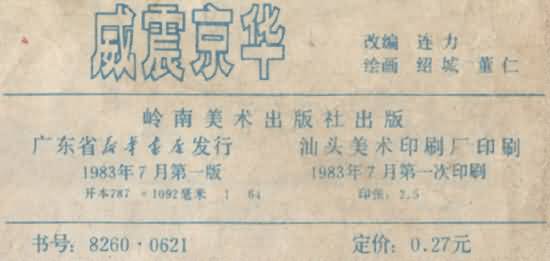 威震京华
改编 连力
绘画 绍城 董仁
岭南美术出版社出版
广东省新华书店发行 汕头美术印刷厂印刷
1983年7月第一版 1983年7月第一次印刷
开本787×1092毫米 1 64 印张:2.5
书号:8260·0621 定价:0.27元